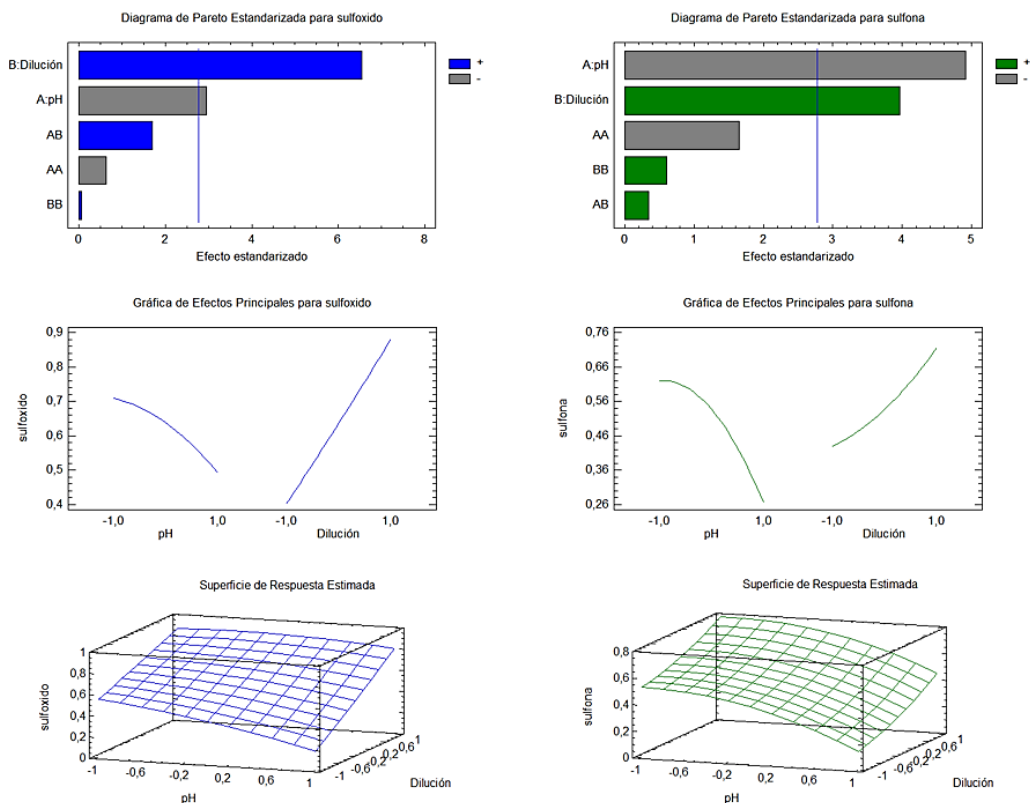 Diagrama de Pareto Estandarizada para sulfoxido
B:Dilución
A:pH
AB
AA
BB
+
-
0 2 4 6 8
Efecto estandarizado
Diagrama de Pareto Estandarizada para sulfona
A:pH
B:Dilución
AA
BB
AB
+
-
0 1 2 3 4 5
Efecto estandarizado
Gráfica de Efectos Principales para sulfoxido
sulfoxido
0,9
0,8
0,7
0,6
0,5
0,4
-1,0 1,0 -1,0 1,0
pH Dilución
Gráfica de Efectos Principales para sulfona
sulfona
0,76
0,66
0,56
0,46
0,36
0,26
-1,0 1,0 -1,0 1,0
pH Dilución
Superficie de Respuesta Estimada
sulfoxido
1
0,8
0,6
0,4
0,2
0
-1 -0,6 -0,2 0,2 0,6 1
pH
-1 -0,6 -0,2 0,2 0,6 1
Dilución
Superficie de Respuesta Estimada
sulfona
0,8
0,6
0,4
0,2
0
-1 -0,6 -0,2 0,2 0,6 1
pH
-1 -0,6 -0,2 0,2 0,6 1
Dilución